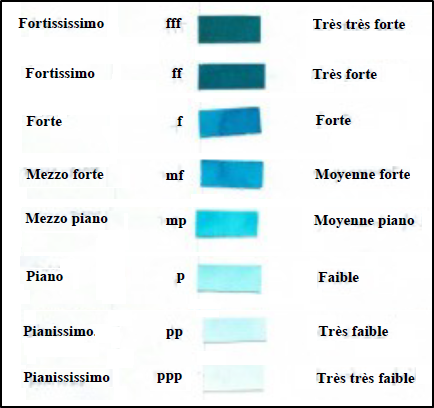 Fortississimo fff Très très forte
Fortissimo ff Très forte
Forte f Forte
Mezzo forte mf Moyenne forte
Mezzo piano mp Moyenne piano
Piano p Faible
Pianissimo. pp Très faible
Pianississimo ppp Très très faible